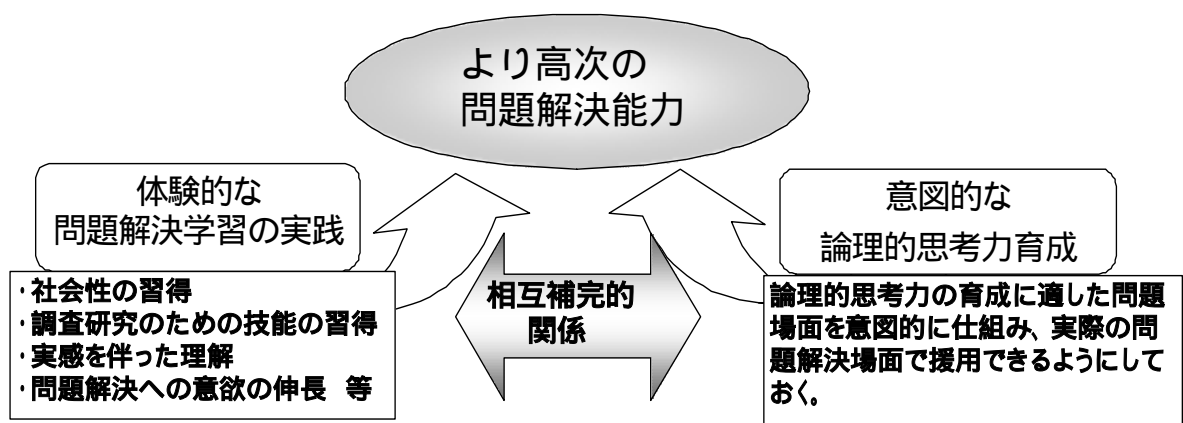 より高次の
問題解決能力
体験的な
問題解決学習の実践
・社会性の習得
・調査研究のための技能の習得
・実感を伴った理解
・問題解決への意欲の伸長 等
相互補完的
関係
意図的な
論理的思考力育成
論理的思考力の育成に適した問題
場面を意図的に仕組み、実際の問
題解決場面で援用できるようにして
おく。